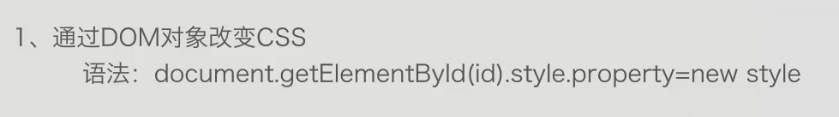 1、通过DOM对象改变CSS
语法：document.getElementById(id).style.property=new style